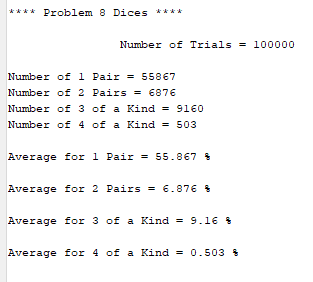 **** Problem 8 Dices ****
Number of Trials = 100000
Number of 1 Pair = 55867
Number of 2 Pairs = 6876
Number of 3 of a Kind = 9160
Number of 4 of a Kind = 503
Average for 1 Pair = 55.867 %
Average for 2 Pairs = 6.876 %
Average for 3 of a Kind = 9.16 %
Average for 4 of a Kind = 0.503 %